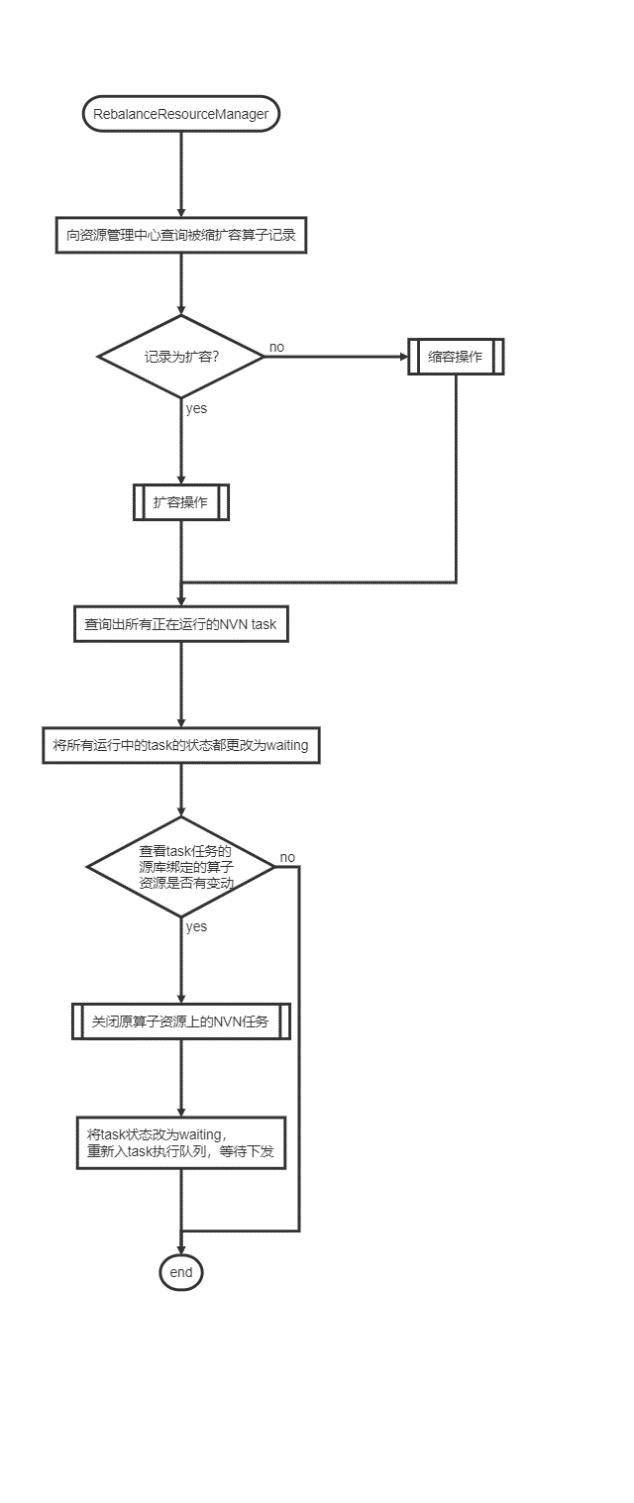 RebalanceResourceManager
向资源管理中心查询被缩扩容算子记录
记录为扩容?
no
缩容操作
yes
扩容操作
查询出所有正在运行的NVN task
将所有运行中的task的状态都更改为waiting
查看task任务的
源库绑定的算子
资源是否有变动
no
yes
关闭原算子资源上的NVN任务
将task状态改为waiting，
重新入task执行队列，等待下发
end